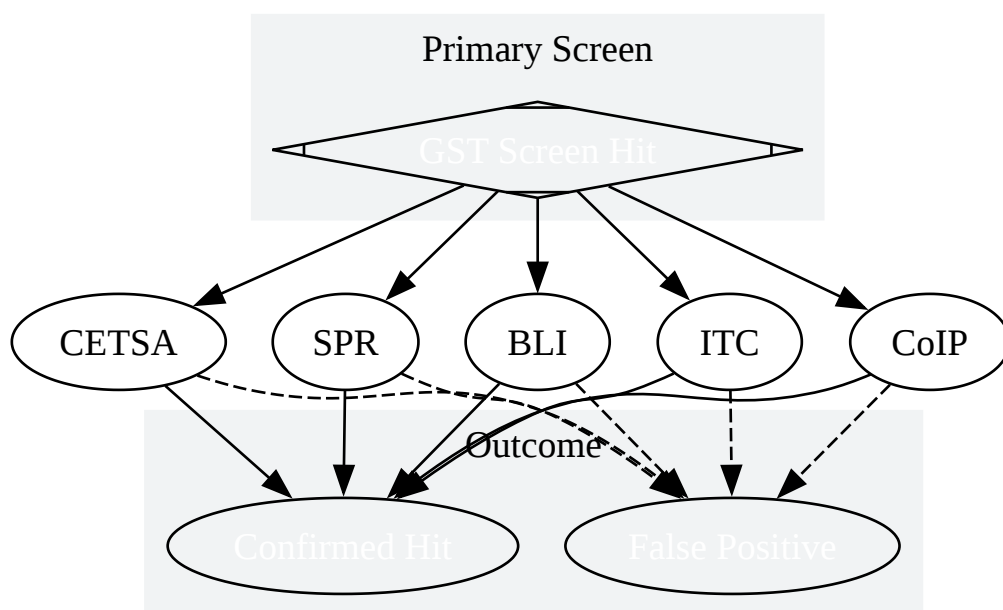 Primary Screen
GST Screen Hit
CETSA
SPR
BLI
ITC
CoIP
Outcome
Confirmed Hit
False Positive